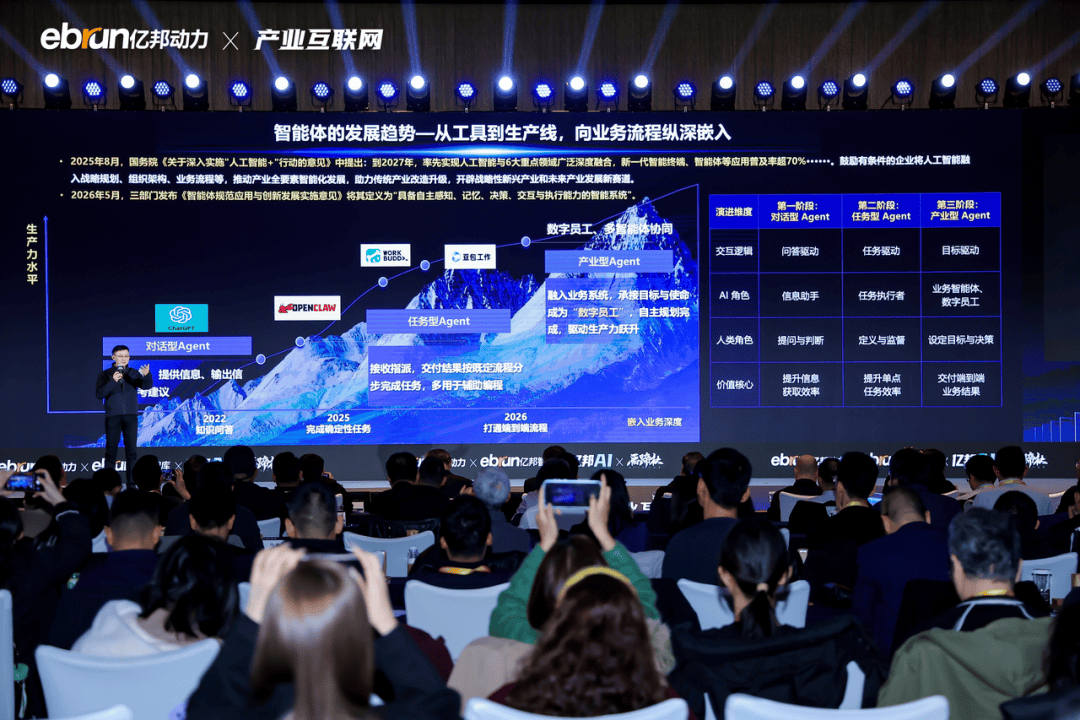 ebrun亿邦动力 × 产业互联网
智能体的发展趋势—从工具到生产线，向业务流程纵深嵌入
• 2025年8月，国务院《关于深入实施"人工智能+"行动的意见》中提出：到2027年，率先实现人工智能与6大重点领域广泛深度融合，新一代智能终端、智能体等应用普及率超70%······。鼓励有条件的企业将人工智能融
入战略规划、组织架构、业务流程等，推动产业全要素智能化发展，助力传统产业改造升级，开辟战略性新兴产业和未来产业发展新赛道。
• 2026年5月，三部门发布《智能体规范应用与创新发展实施意见》将其定义为"具备自主感知、记忆、决策、交互与执行能力的智能系统"。
生产力水平
数字员工、多智能体协同
产业型Agent
融入业务系统，承接目标与使命
成为"数字员工"，自主规划完
成，驱动生产力跃升
WORK
BUDDY
豆包工作
OPENCLAW
任务型Agent
接收指派，交付结果按既定流程分
步完成任务，多用于辅助编程
ChatGPT
对话型Agent
提供信息、输出信
考建议
2022
知识问答
2025
完成确定性任务
2026
打通端到端流程
嵌入业务深度
演进维度 第一阶段：对话型 Agent 第二阶段：任务型 Agent 第三阶段：产业型 Agent
交互逻辑 问答驱动 任务驱动 目标驱动
AI 角色 信息助手 任务执行者 业务智能体、数字员工
人类角色 提问与判断 定义与监督 设定目标与决策
价值核心 提升信息获取效率 提升单点任务效率 交付端到端业务结果
ebrun亿邦动力 ×
ebrun亿邦智库
亿邦AI ×
ebrun